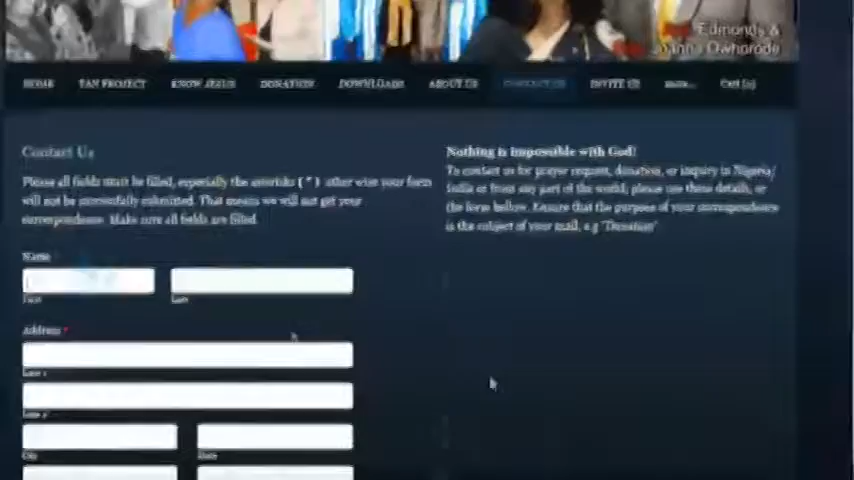 Edmonds &
Joanna Owhorode
HOME TAN PROJECT KNOW JESUS DONATION DOWNLOADS ABOUT US CONTACT US INVITE US more... Cart (0)
Contact Us
Please all fields must be filled, especially the asterisks ( * ) other wise your form
will not be successfully submitted. That means we will not get your
correspondence. Make sure all fields are filled.
Nothing is impossible with God!
To contact us for prayer request, donation, or inquiry in Nigeria/
India or from any part of the world; please use these details, or
the form bellow. Ensure that the purpose of your correspondence
is the subject of your mail, e.g 'Donation'
Name
First Last
Address *
Line 1
Line 2
City State